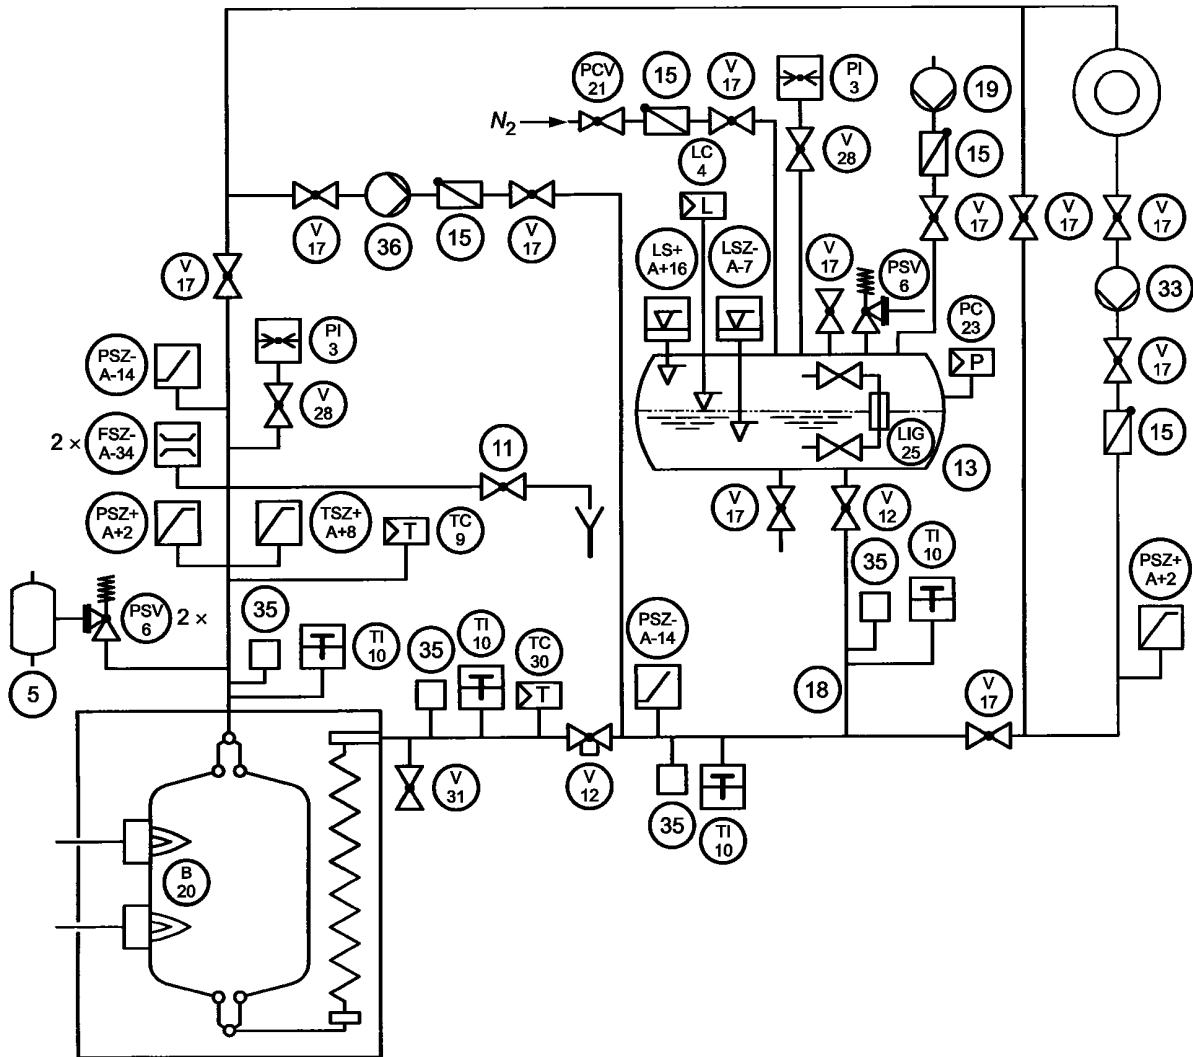 PCV
21
15
V
17
PI
3
19
N₂
LC
4
V
28
15
L
V
17
36
15
V
17
LS+
A+16
LSZ-
A-7
V
17
PSV
6
V
17
V
17
V
17
V
17
33
PI
3
PC
23
P
PSZ-
A-14
V
28
V
17
2 ×
FSZ-
A-34
11
LIG
25
13
15
PSZ+
A+2
TSZ+
A+8
T
TC
9
V
17
V
12
35
TI
10
PSZ+
A+2
PSV
6
2 ×
35
TI
10
35
TI
10
TC
30
T
PSZ-
A-14
5
18
V
17
V
31
V
12
35
TI
10
B
20